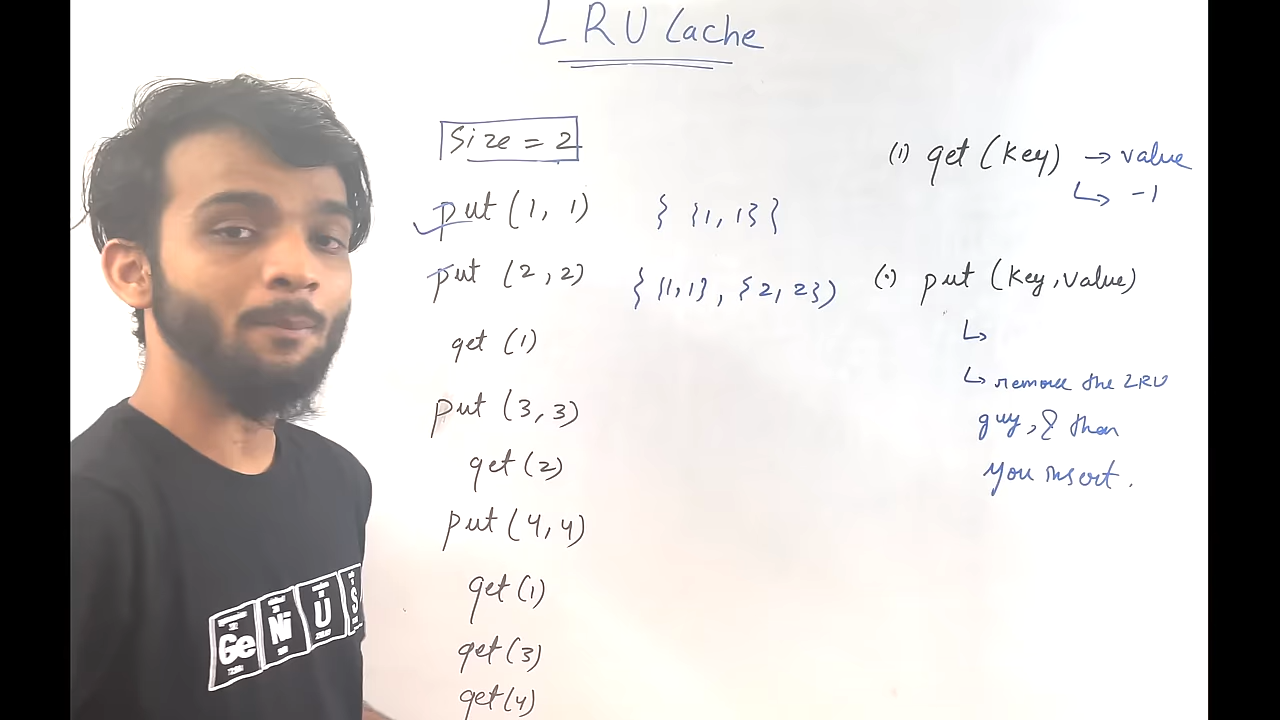 LRU Cache
Size = 2
put (1, 1) { {1, 1} }
put (2, 2) { {1,1}, {2, 2})
get (1)
put (3, 3)
get (2)
put (4, 4)
get (1)
get (3)
get (4)
(1) get (Key) → value
↳ -1
(•) put (Key, Value)
↳
↳ remove the LRU
guy, & then
you insert.
Ge Ni U S